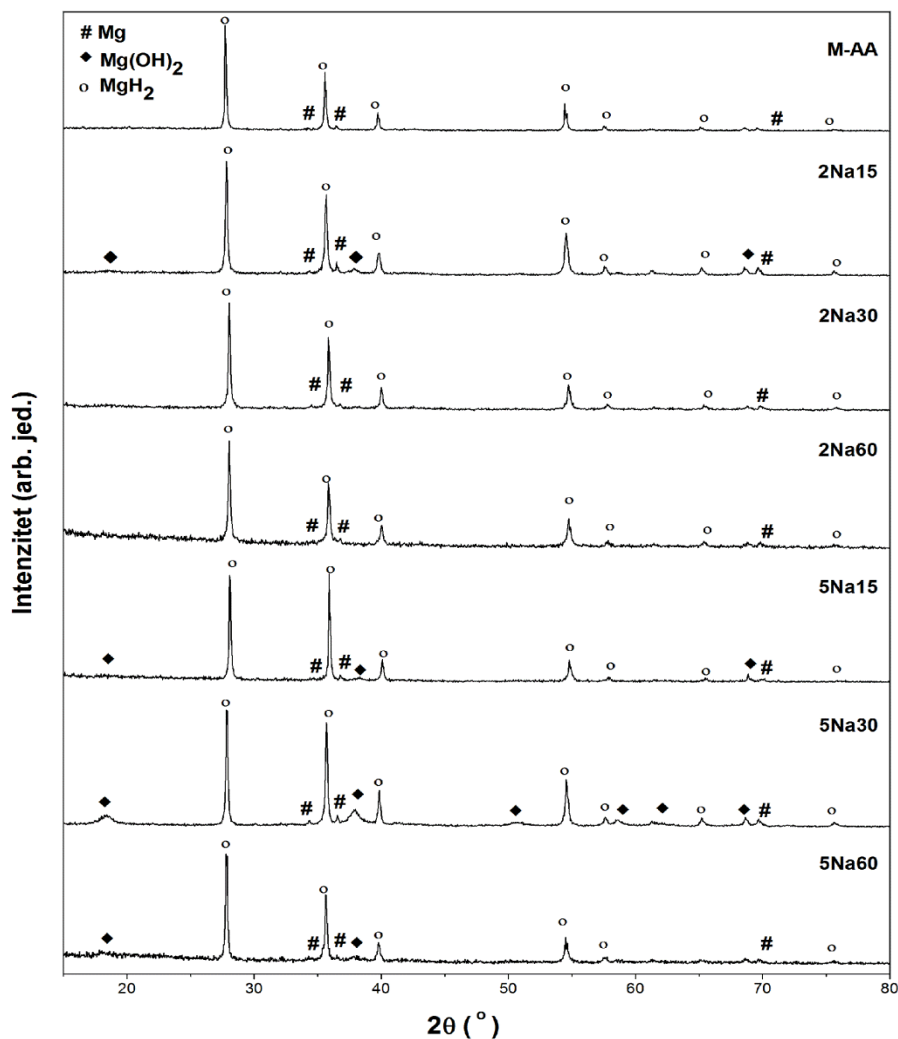 # Mg
◆ Mg(OH)2
o MgH2
M-AA
2Na15
2Na30
2Na60
5Na15
5Na30
5Na60
Intenzitet (arb. jed.)
20 30 40 50 60 70 80
2θ (°)